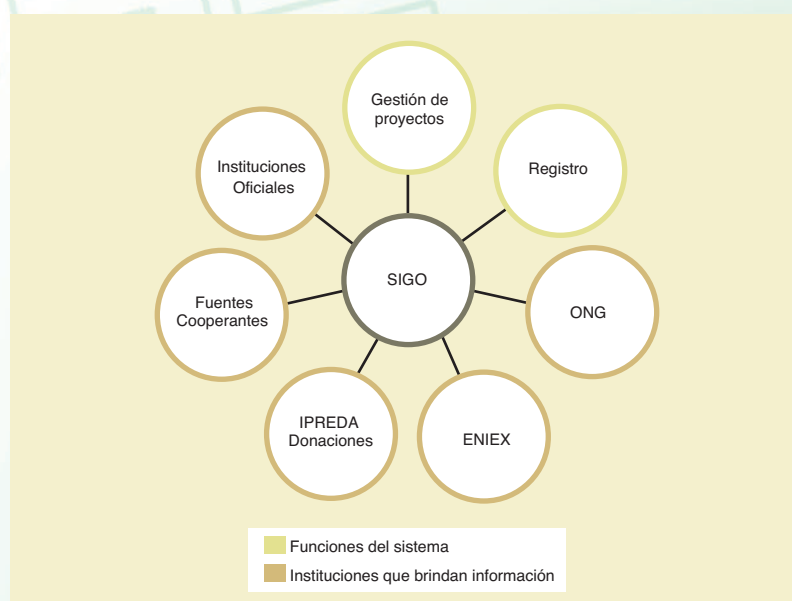 Gestión de
proyectos
Instituciones
Oficiales
Registro
SIGO
Fuentes
Cooperantes
ONG
IPREDA
Donaciones
ENIEX
Funciones del sistema
Instituciones que brindan información